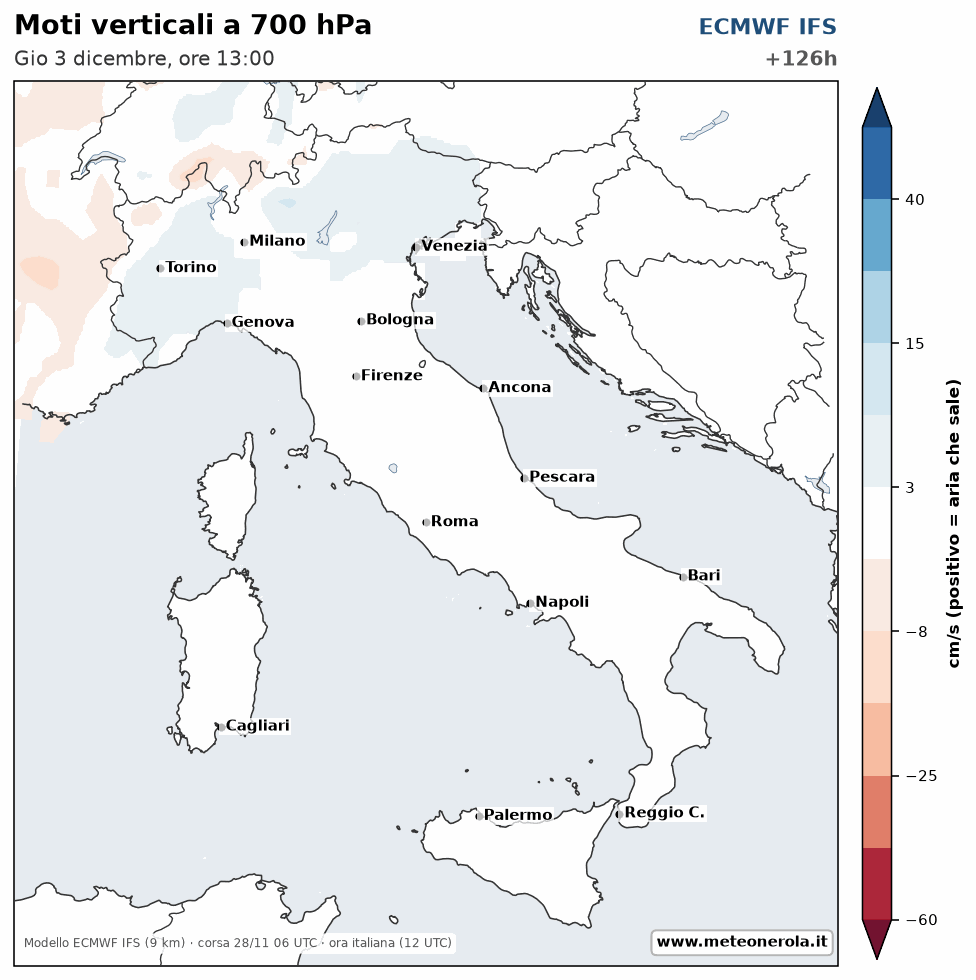 Moti verticali a 700 hPa
ECMWF IFS
Gio 3 dicembre, ore 13:00
+126h
Milano
Venezia
Torino
Genova
Bologna
Firenze
Ancona
Pescara
Roma
Bari
Napoli
Cagliari
Palermo
Reggio C.
40
15
3
−8
−25
−60
cm/s (positivo = aria che sale)
Modello ECMWF IFS (9 km) · corsa 28/11 06 UTC · ora italiana (12 UTC)
www.meteonerola.it